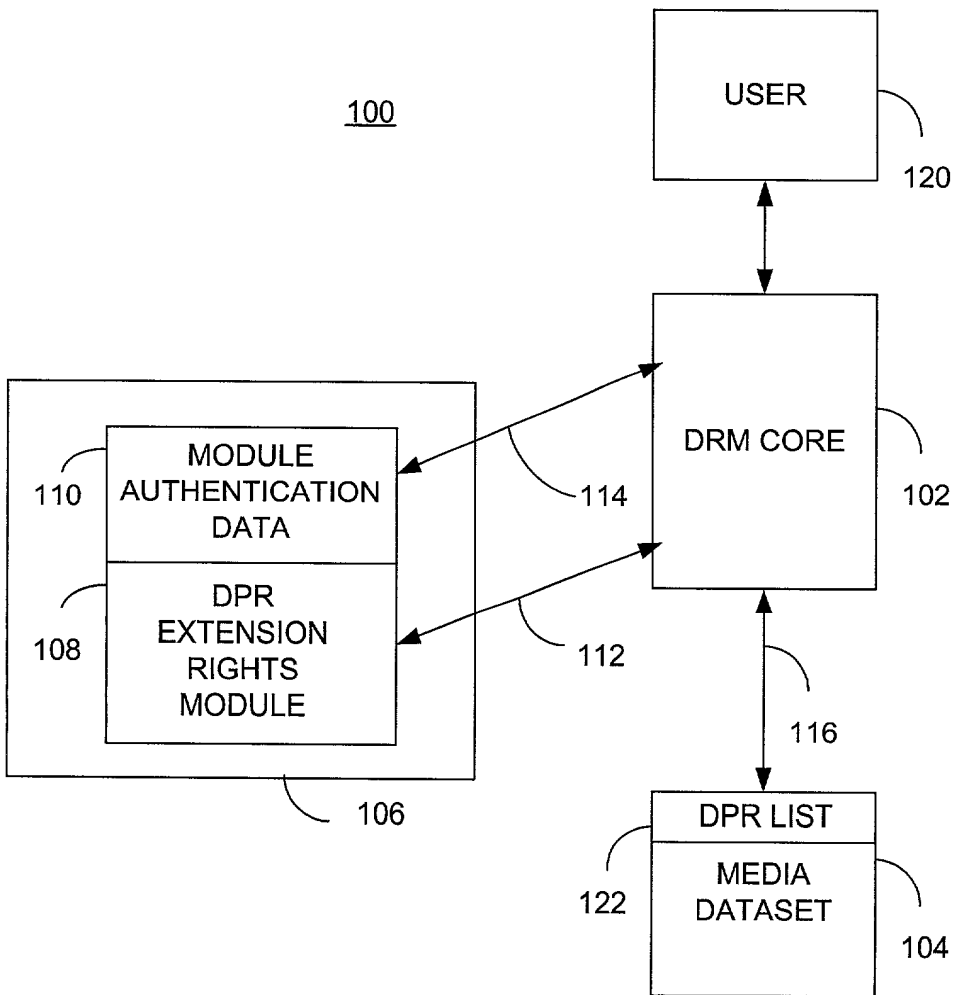 USER
100
120
MODULE
AUTHENTICATION
DATA
110
114
DRM CORE
102
DPR
EXTENSION
RIGHTS
MODULE
108
112
116
106
DPR LIST
122
MEDIA
DATASET
104